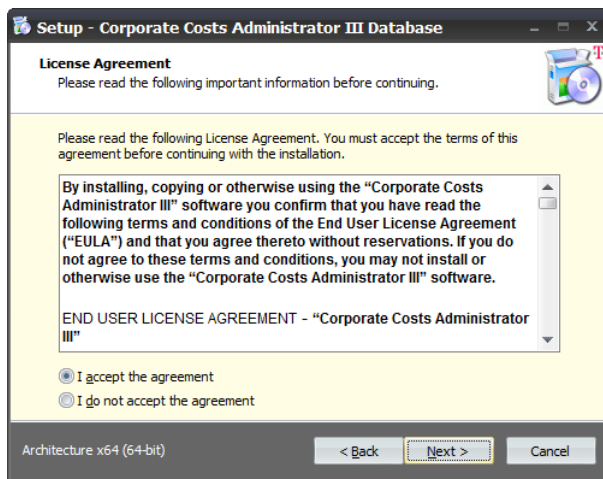 Setup - Corporate Costs Administrator III Database
License Agreement
Please read the following important information before continuing.
T
Please read the following License Agreement. You must accept the terms of this
agreement before continuing with the installation.
By installing, copying or otherwise using the “Corporate Costs
Administrator III” software you confirm that you have read the
following terms and conditions of the End User License Agreement
(“EULA”) and that you agree thereto without reservations. If you do
not agree to these terms and conditions, you may not install or
otherwise use the “Corporate Costs Administrator III” software.
END USER LICENSE AGREEMENT - “Corporate Costs Administrator
III”
I accept the agreement
I do not accept the agreement
Architecture x64 (64-bit)
< Back
Next >
Cancel